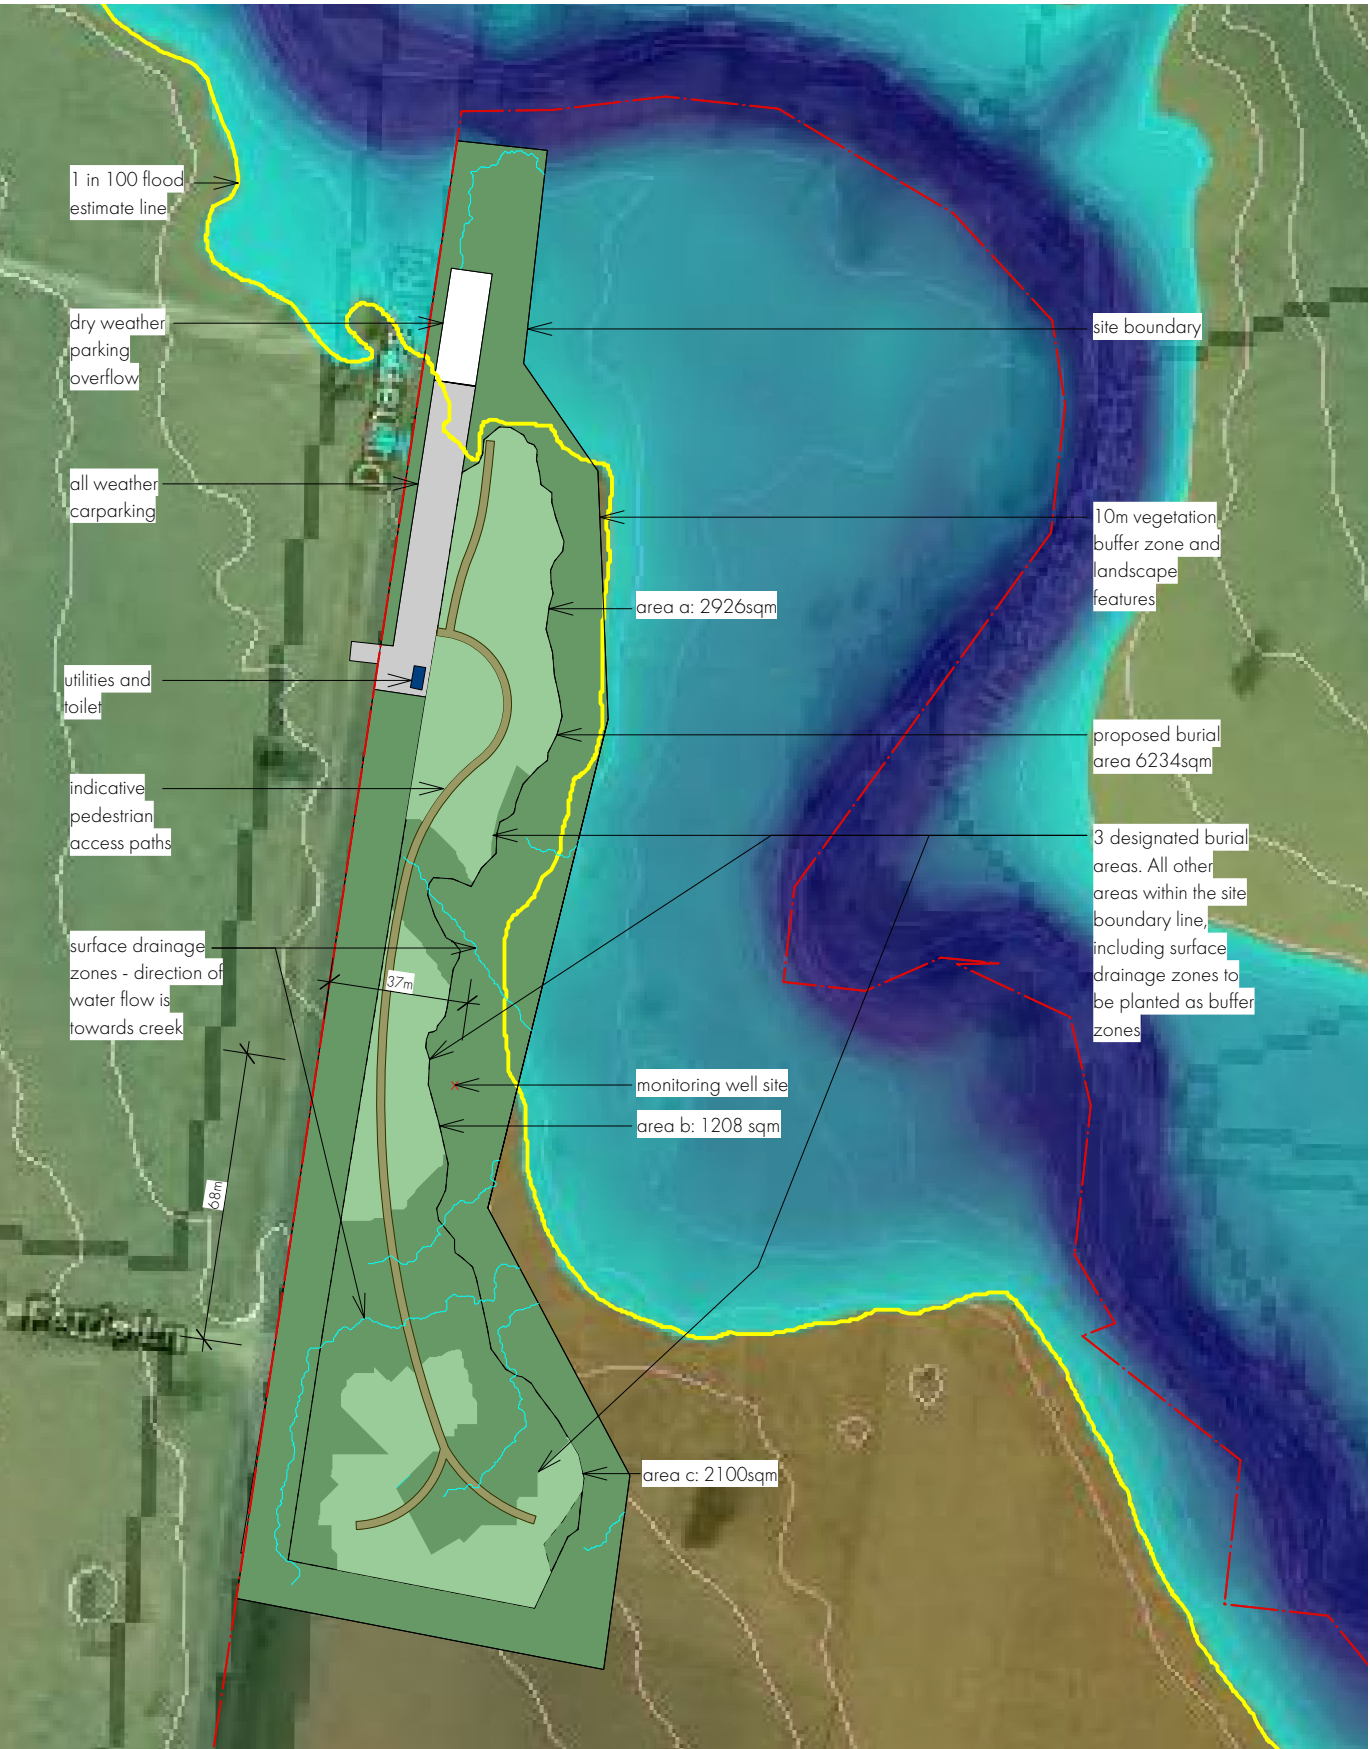 1 in 100 flood
estimate line
dry weather
parking
overflow
all weather
carparking
utilities and
toilet
indicative
pedestrian
access paths
surface drainage
zones - direction of
water flow is
towards creek
37m
68m
site boundary
10m vegetation
buffer zone and
landscape
features
area a: 2926sqm
proposed burial
area 6234sqm
3 designated burial
areas. All other
areas within the site
boundary line,
including surface
drainage zones to
be planted as buffer
zones
monitoring well site
area b: 1208 sqm
area c: 2100sqm